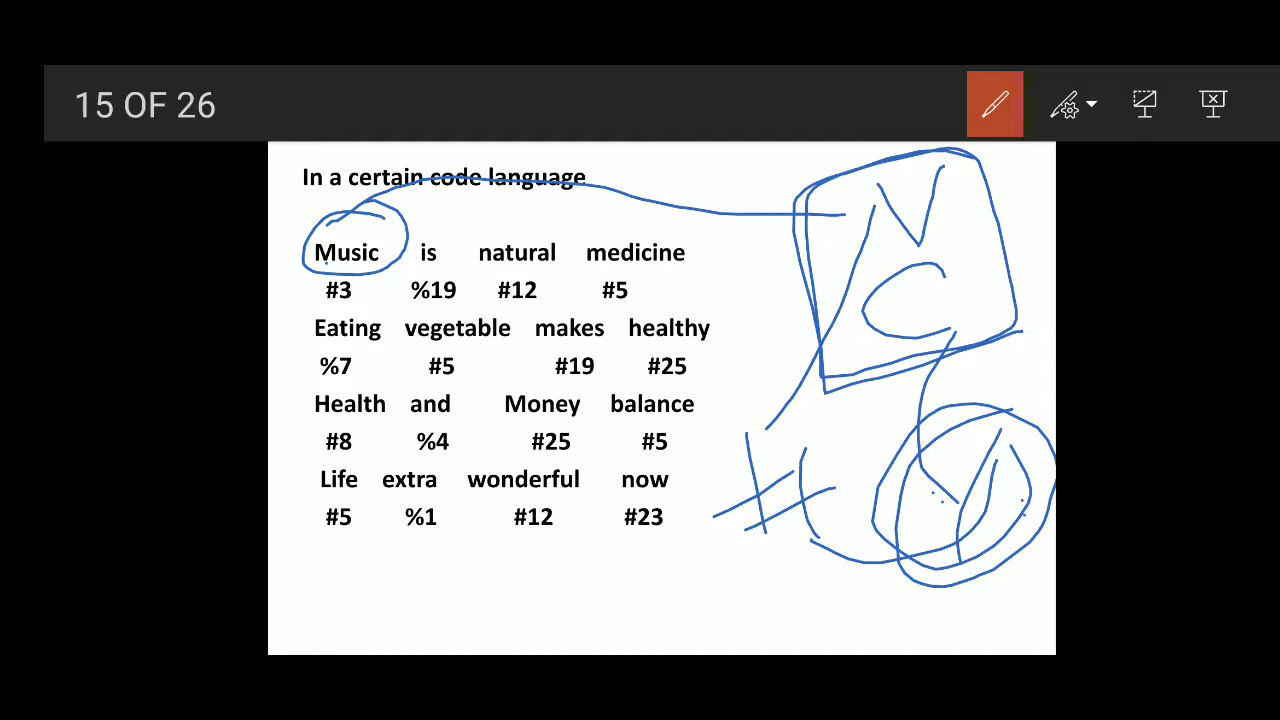 15 OF 26
In a certain code language
Music is natural medicine
#3 %19 #12 #5
Eating vegetable makes healthy
%7 #5 #19 #25
Health and Money balance
#8 %4 #25 #5
Life extra wonderful now
#5 %1 #12 #23
V
C
#